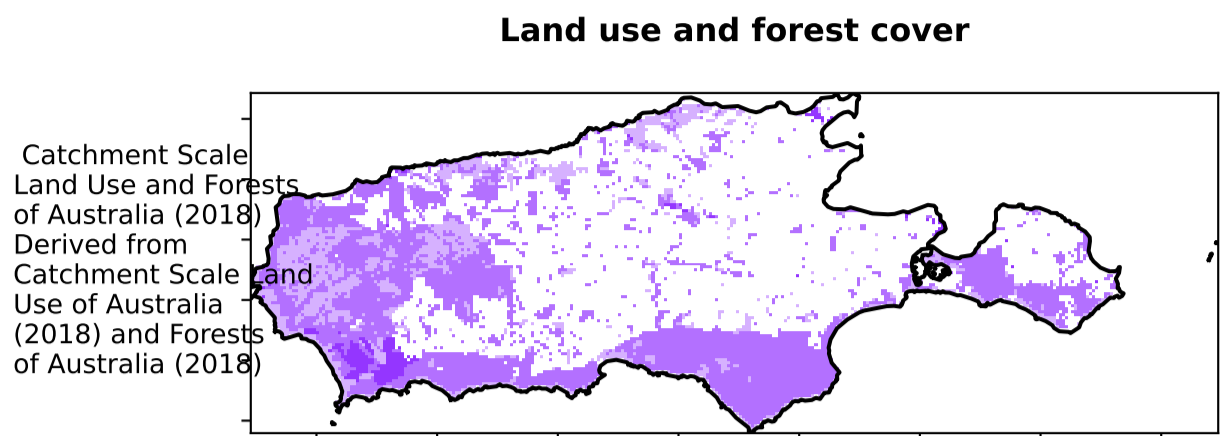 Land use and forest cover
Catchment Scale
Land Use and Forests
of Australia (2018)
Derived from
Catchment Scale Land
Use of Australia
(2018) and Forests
of Australia (2018)